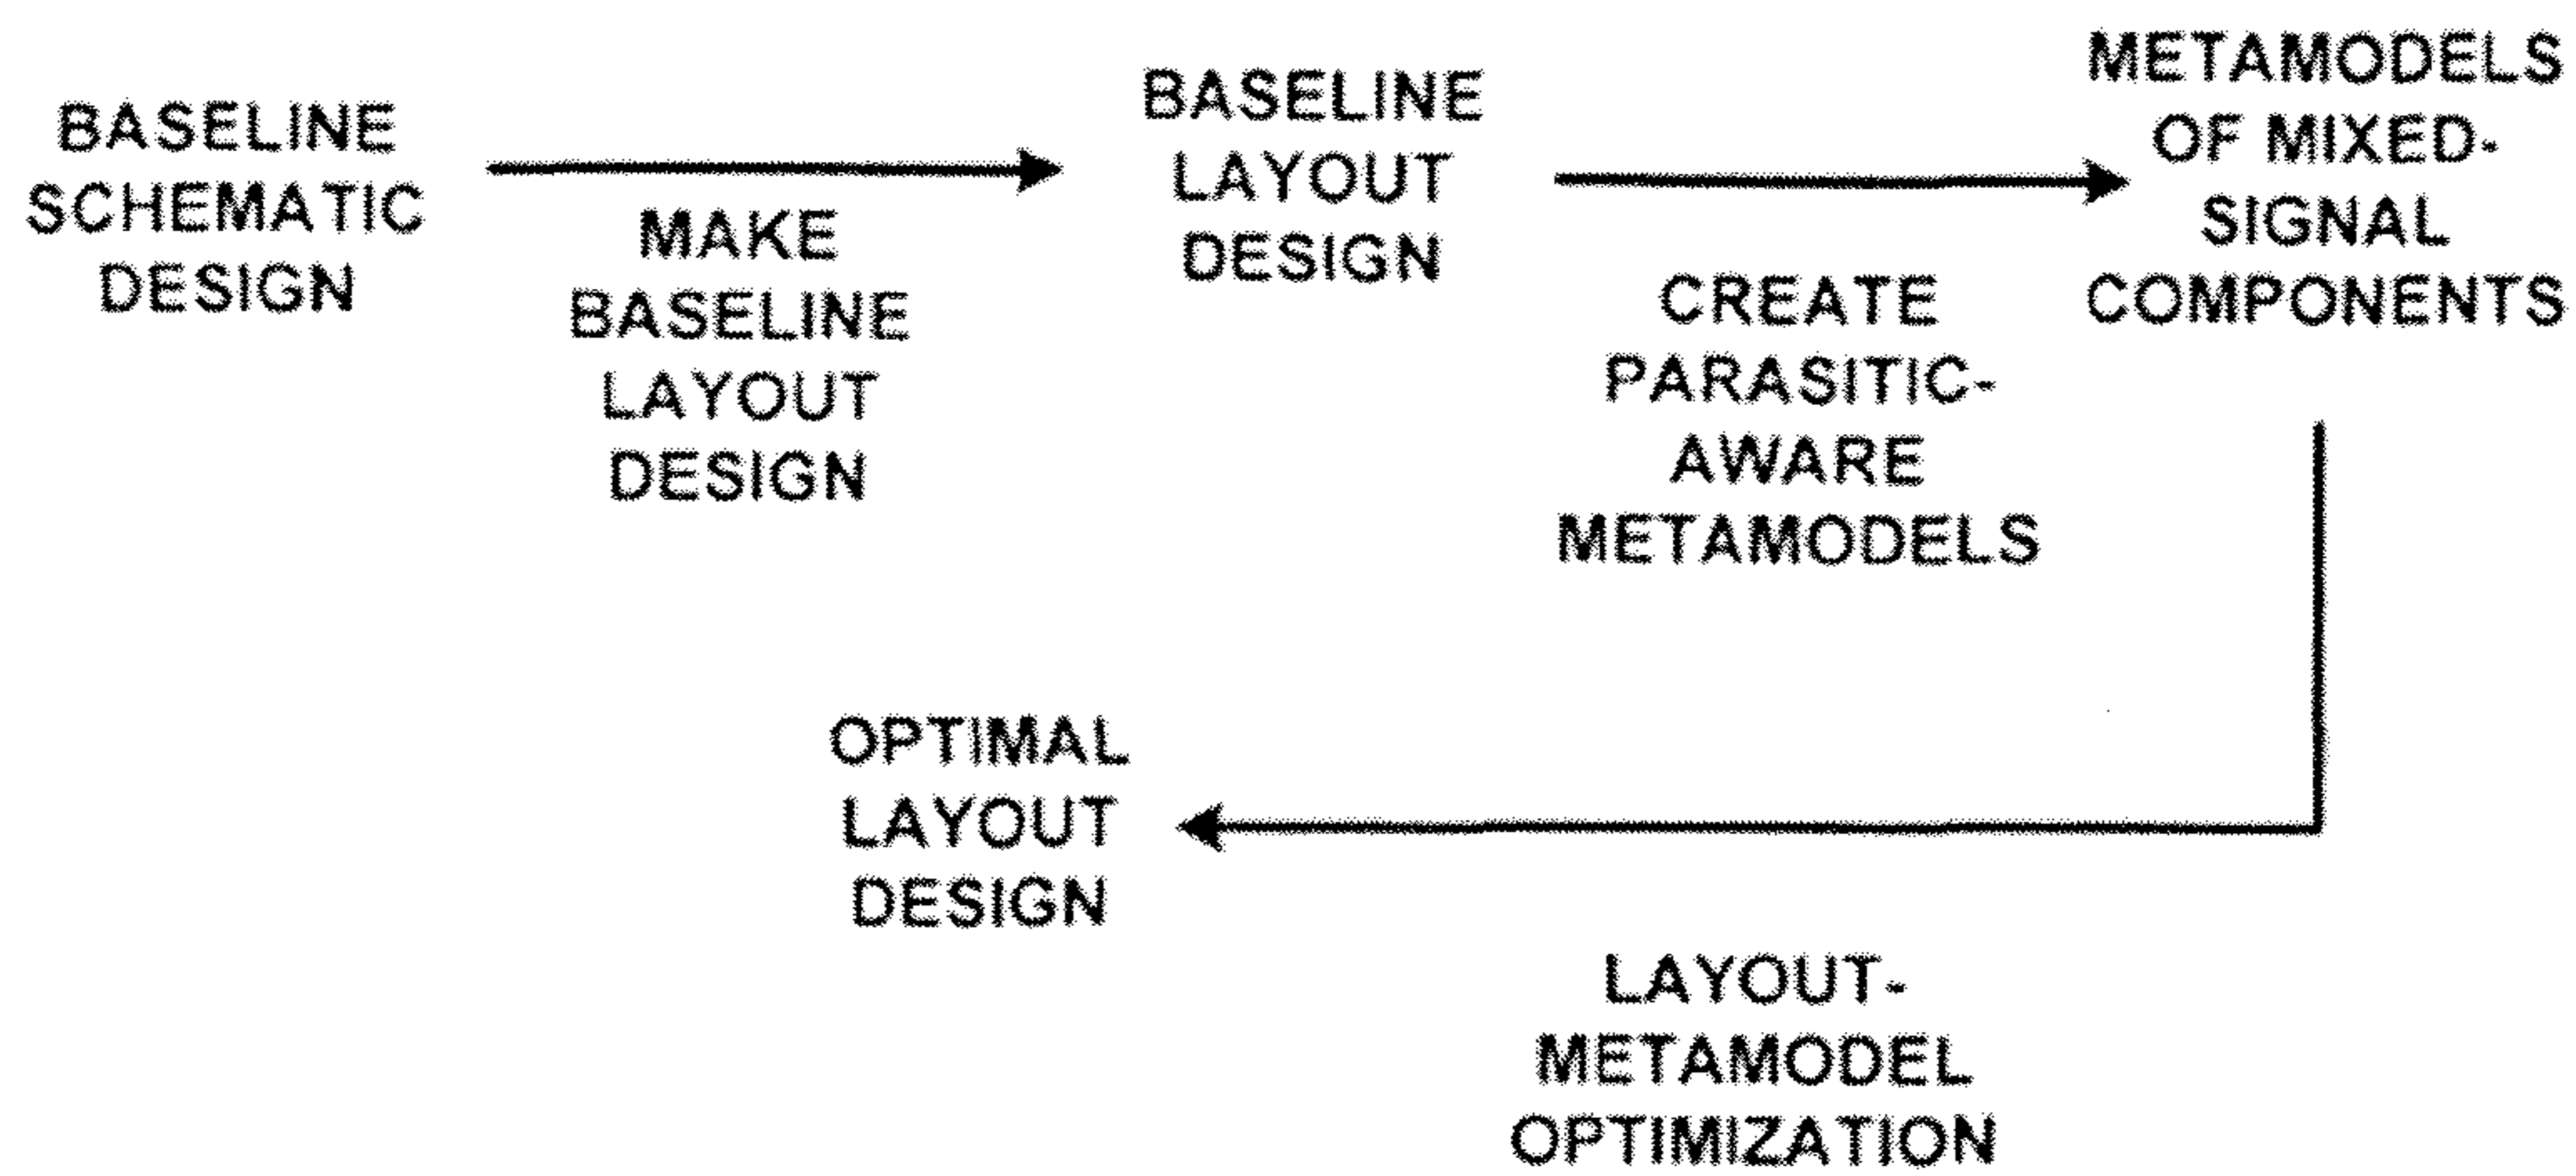 BASELINE
SCHEMATIC
DESIGN
MAKE
BASELINE
LAYOUT
DESIGN
BASELINE
LAYOUT
DESIGN
CREATE
PARASITIC-
AWARE
METAMODELS
METAMODELS
OF MIXED-
SIGNAL
COMPONENTS
LAYOUT-
METAMODEL
OPTIMIZATION
OPTIMAL
LAYOUT
DESIGN